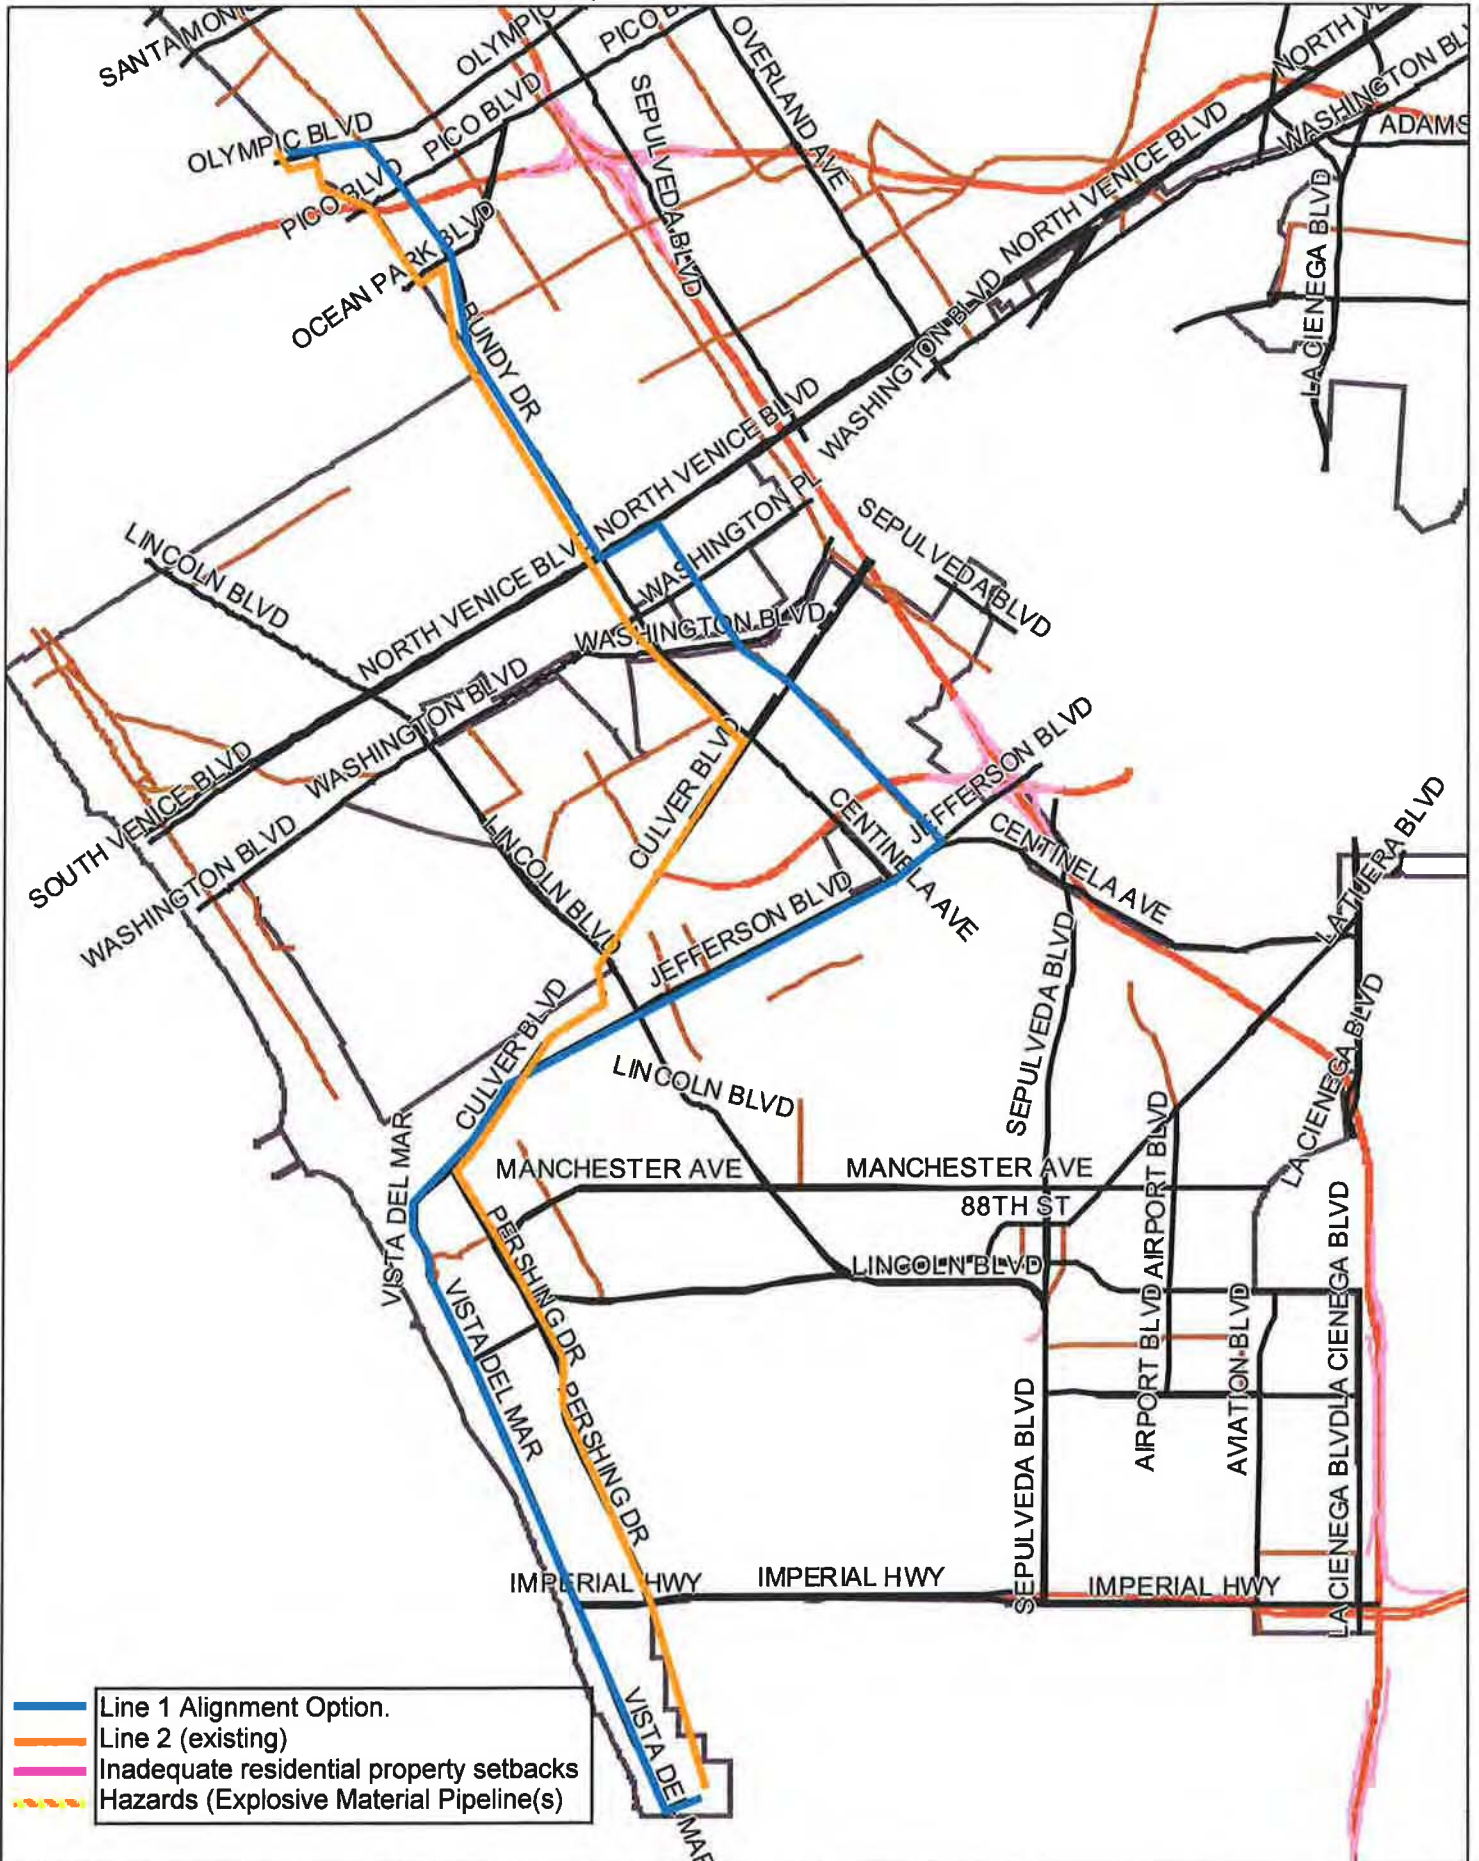 OLYMPIC
PICO B
OVERLAND AVE
NORTH VE
SANTA MONI
WASHINGTON BLV
SEPULVEDA BLVD
ADAMS
OLYMPIC BLVD
PICO BLVD
PICO BLVD
NORTH VENICE BLVD
OCEAN PARK BLVD
LA CIENEGA BLVD
BUNDY DR
WASHINGTON BLVD
NORTH VENICE BLVD
WASHINGTON PL
SEPULVEDA BLVD
LINCOLN BLVD
NORTH VENICE BLV
WASHINGTON BLVD
WASHINGTON BLVD
SOUTH VENICE BLVD
WASHINGTON BLVD
CULVER BLVD
JEFFERSON BLVD
CENTINELA AVE
CENTINELA AVE
LA TIJERA BLVD
LINCOLN BLVD
JEFFERSON BLVD
CULVER BLVD
SEPULVEDA BLVD
LA CIENEGA BLVD
LINCOLN BLVD
VISTA DEL MAR
MANCHESTER AVE
MANCHESTER AVE
88TH ST
AIRPORT BLVD
LINCOLN BLVD
PERSHING DR
VISTA DEL MAR
AIRPORT BLVD
AVIATION BLVD
LA CIENEGA BLVD
LA CIENEGA BLVD
SEPULVEDA BLVD
PERSHING DR
IMPERIAL HWY
IMPERIAL HWY
IMPERIAL HWY
VISTA DEL MAR
Line 1 Alignment Option.
Line 2 (existing)
Inadequate residential property setbacks
Hazards (Explosive Material Pipeline(s)